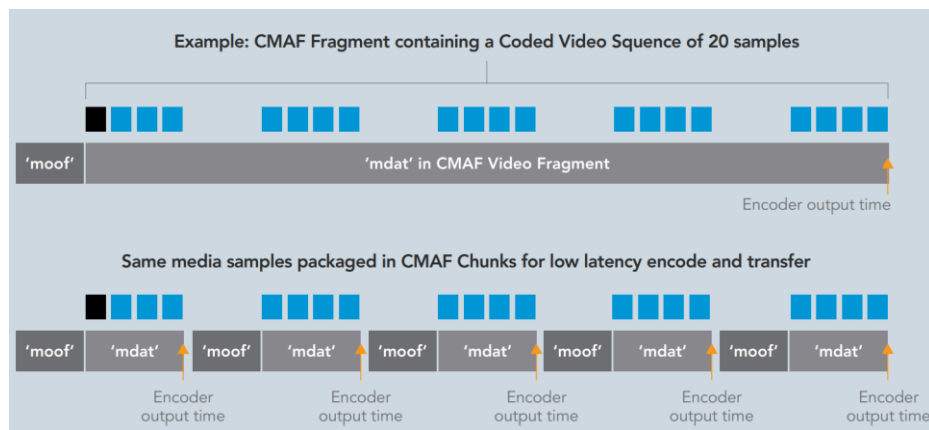 Example: CMAF Fragment containing a Coded Video Squence of 20 samples
‘moof’ ‘mdat’ in CMAF Video Fragment
Encoder output time
Same media samples packaged in CMAF Chunks for low latency encode and transfer
‘moof’ ‘mdat’ ‘moof’ ‘mdat’ ‘moof’ ‘mdat’ ‘moof’ ‘mdat’ ‘moof’ ‘mdat’
Encoder Encoder Encoder Encoder Encoder
output time output time output time output time output time